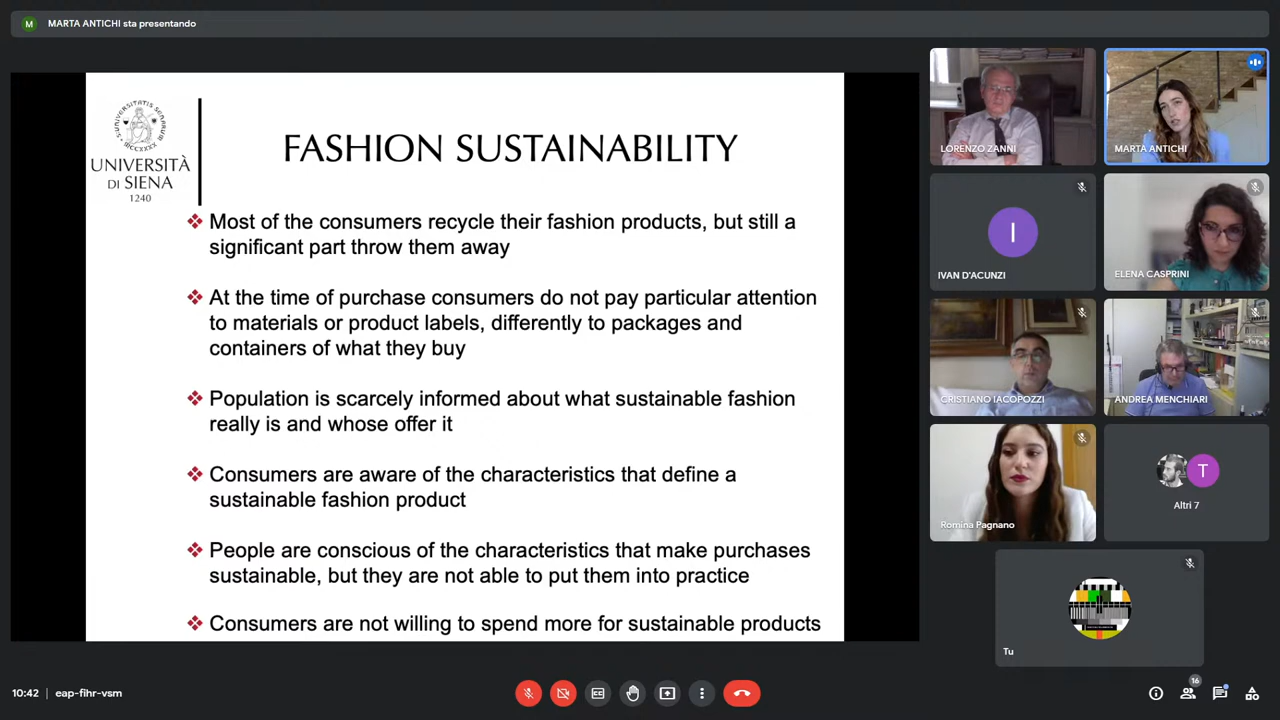 M
MARTA ANTICHI sta presentando
UNIVERSITÀ
DI SIENA
1240
FASHION SUSTAINABILITY
Most of the consumers recycle their fashion products, but still a
significant part throw them away
At the time of purchase consumers do not pay particular attention
to materials or product labels, differently to packages and
containers of what they buy
Population is scarcely informed about what sustainable fashion
really is and whose offer it
Consumers are aware of the characteristics that define a
sustainable fashion product
People are conscious of the characteristics that make purchases
sustainable, but they are not able to put them into practice
Consumers are not willing to spend more for sustainable products
LORENZO ZANNI
MARTA ANTICHI
I
IVAN D'ACUNZI
ELENA CASPRINI
CRISTIANO IACOPOZZI
ANDREA MENCHIARI
Romina Pagnano
T
Altri 7
Tu
10:42 | eap-fihr-vsm
16